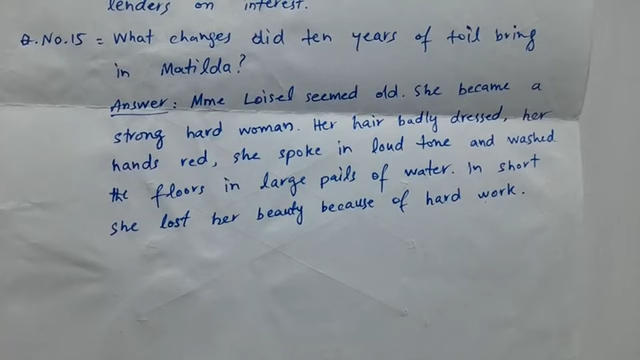 lenders on interest.
Q.No.15 = What changes did ten years of toil bring
in Matilda?
Answer: Mme Loisel seemed old. She became a
strong hard woman. Her hair badly dressed, her
hands red, she spoke in loud tone and washed
the floors in large pails of water. In short
she lost her beauty because of hard work.